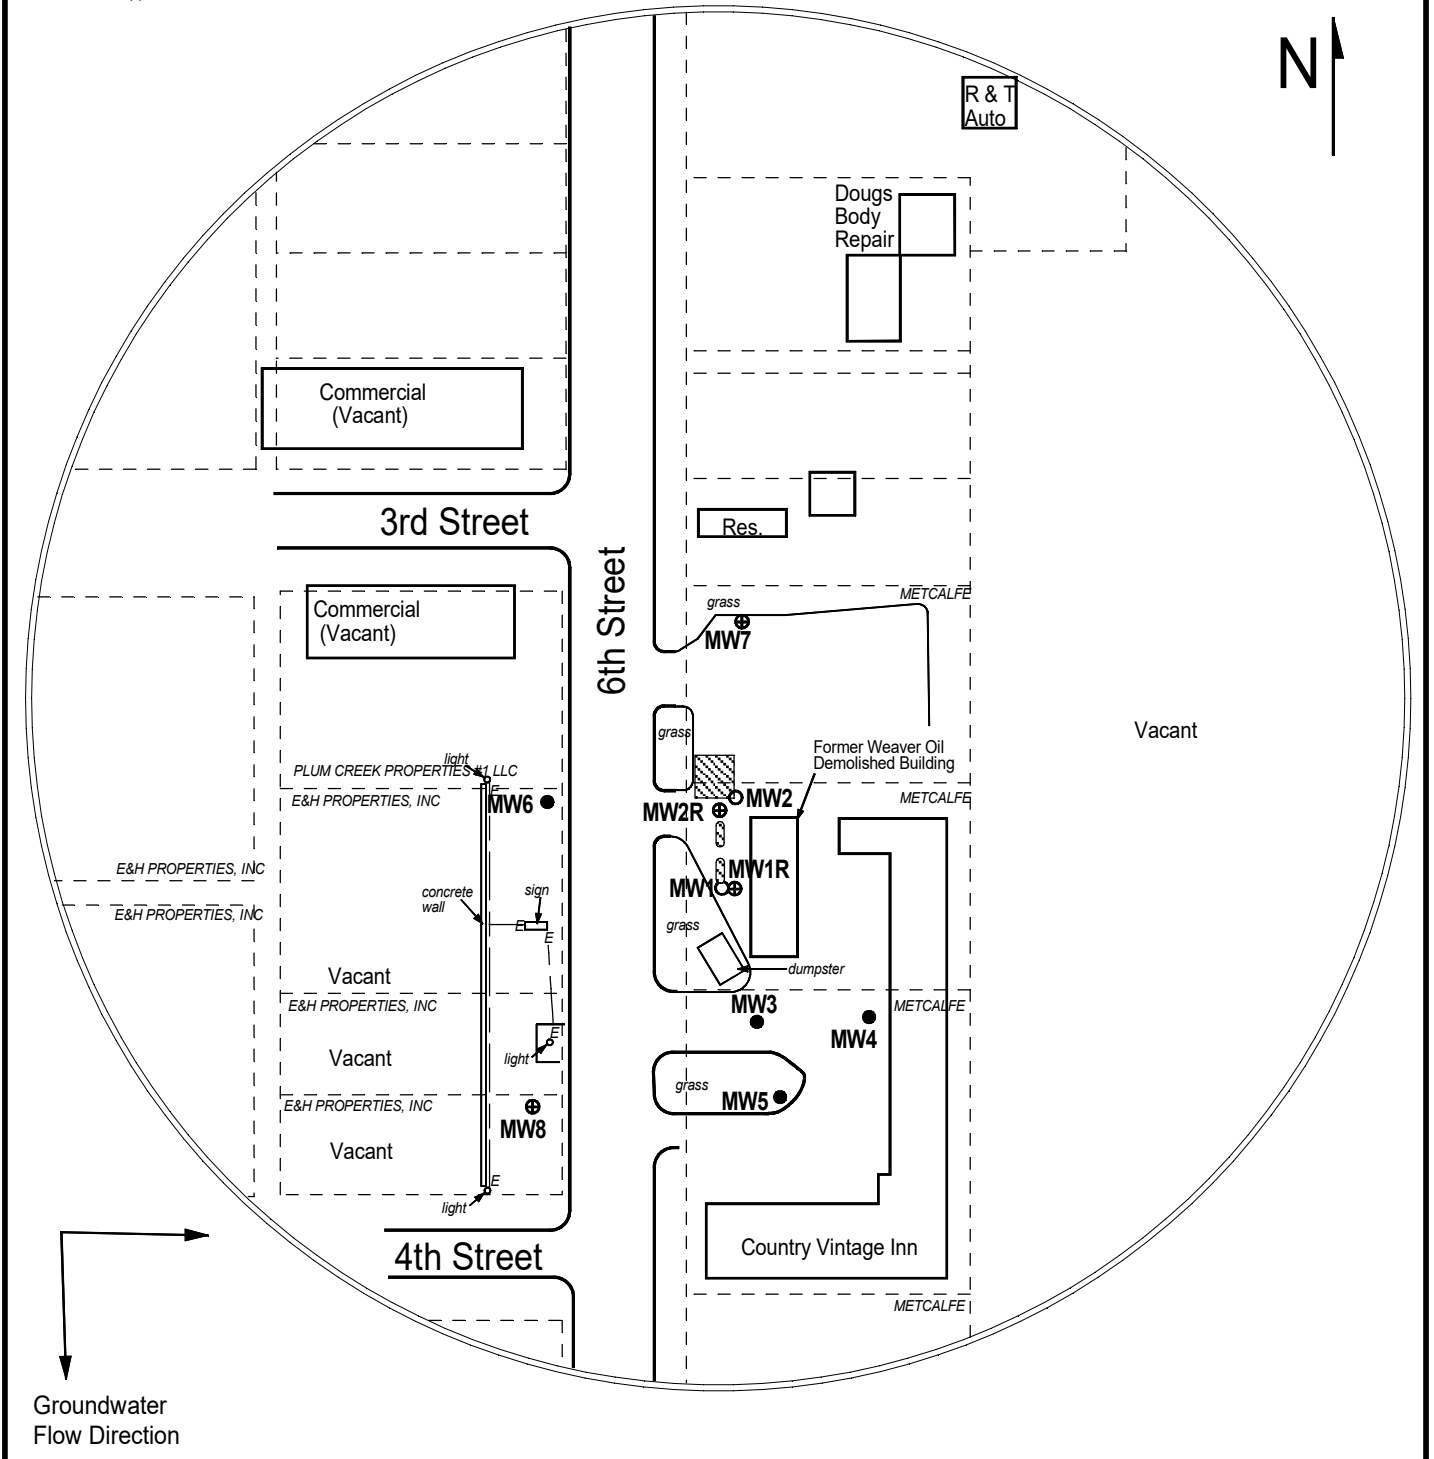 N
R & T
Auto
Dougs
Body
Repair
Commercial
(Vacant)
3rd Street
Res.
6th Street
Commercial
(Vacant)
grass
METCALFE
MW7
grass
Vacant
Former Weaver Oil
Demolished Building
light
PLUM CREEK PROPERTIES #1 LLC
E
E&H PROPERTIES, INC
MW6
MW2
METCALFE
MW2R
E&H PROPERTIES, INC
MW1R
MW1
concrete
wall
sign
E&H PROPERTIES, INC
E
E
grass
dumpster
Vacant
E&H PROPERTIES, INC
MW3
METCALFE
E
MW4
Vacant
light
grass
MW5
E&H PROPERTIES, INC
MW8
Vacant
E
light
4th Street
Country Vintage Inn
METCALFE
Groundwater
Flow Direction